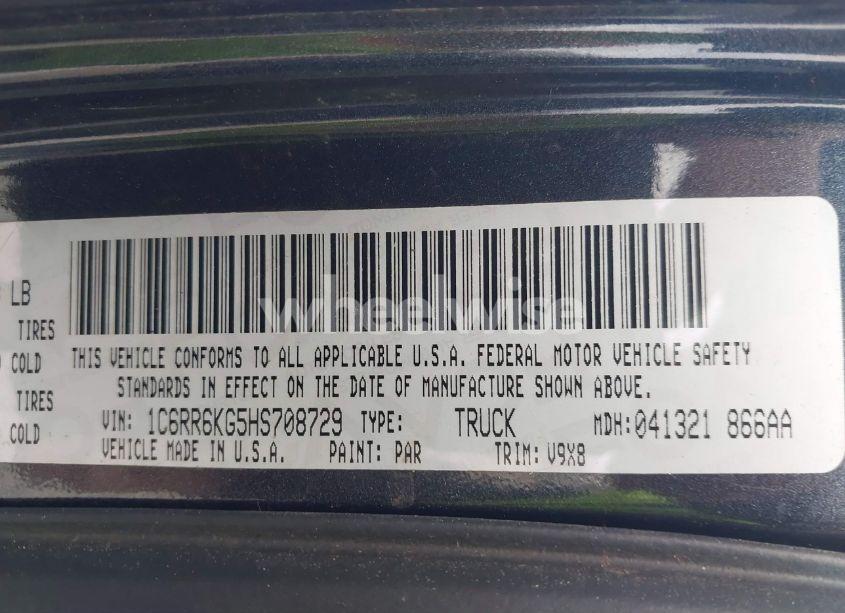 wheelwise
LB
TIRES
COLD
TIRES
COLD
THIS VEHICLE CONFORMS TO ALL APPLICABLE U.S.A. FEDERAL MOTOR VEHICLE SAFETY
STANDARDS IN EFFECT ON THE DATE OF MANUFACTURE SHOWN ABOVE.
VIN: 1C6RR6KG5HS708729 TYPE: TRUCK MDH:041321 866AA
VEHICLE MADE IN U.S.A. PAINT: PAR TRIM: V9X8